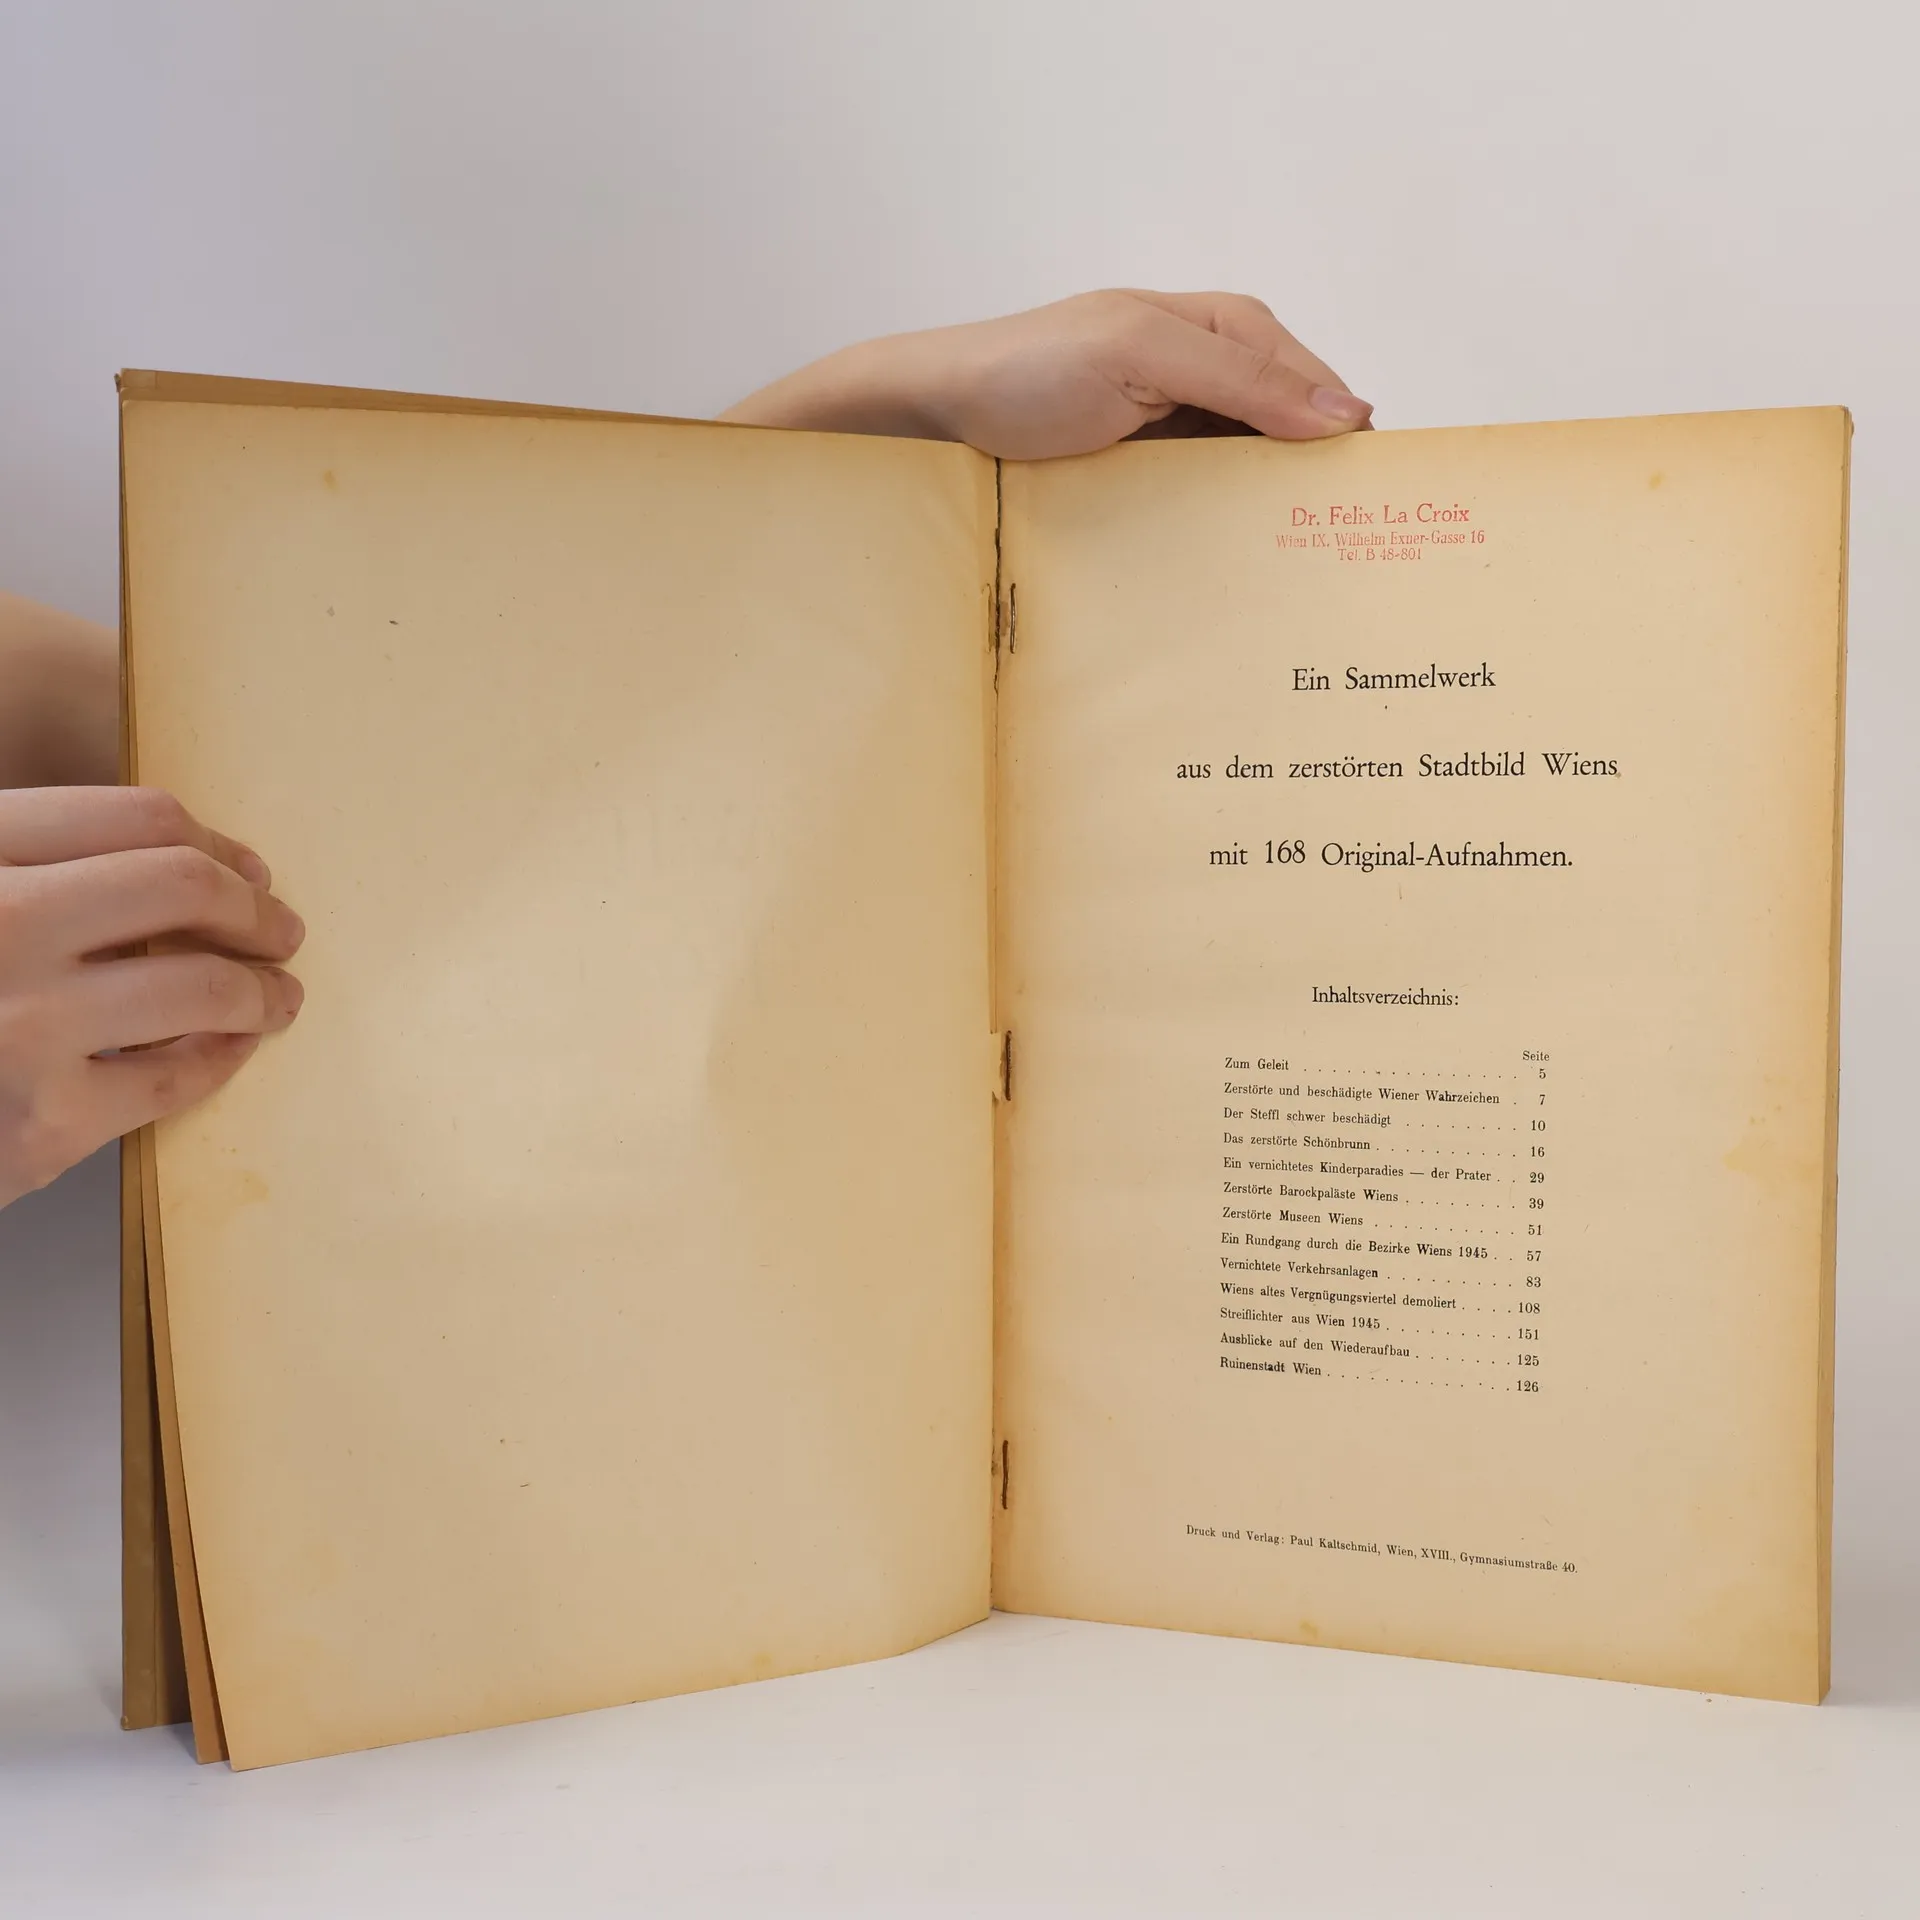 Dr. Felix La Croix
Wien IX. Wilhelm Exner-Gasse 16
Tel. B 48-801
Ein Sammelwerk
aus dem zerstörten Stadtbild Wiens
mit 168 Original-Aufnahmen.
Inhaltsverzeichnis:
Seite
Zum Geleit . . . . . . . . . . . . . . . 5
Zerstörte und beschädigte Wiener Wahrzeichen . 7
Der Steffl schwer beschädigt . . . . . . . . 10
Das zerstörte Schönbrunn . . . . . . . . . . 16
Ein vernichtetes Kinderparadies — der Prater . . 29
Zerstörte Barockpaläste Wiens . . . . . . . . 39
Zerstörte Museen Wiens . . . . . . . . . . 51
Ein Rundgang durch die Bezirke Wiens 1945 . . 57
Vernichtete Verkehrsanlagen . . . . . . . . . 83
Wiens altes Vergnügungsviertel demoliert . . . . 108
Streiflichter aus Wien 1945 . . . . . . . . . 151
Ausblicke auf den Wiederaufbau . . . . . . . 125
Ruinenstadt Wien . . . . . . . . . . . . . 126
Druck und Verlag: Paul Kaltschmid, Wien, XVIII., Gymnasiumstraße 40.